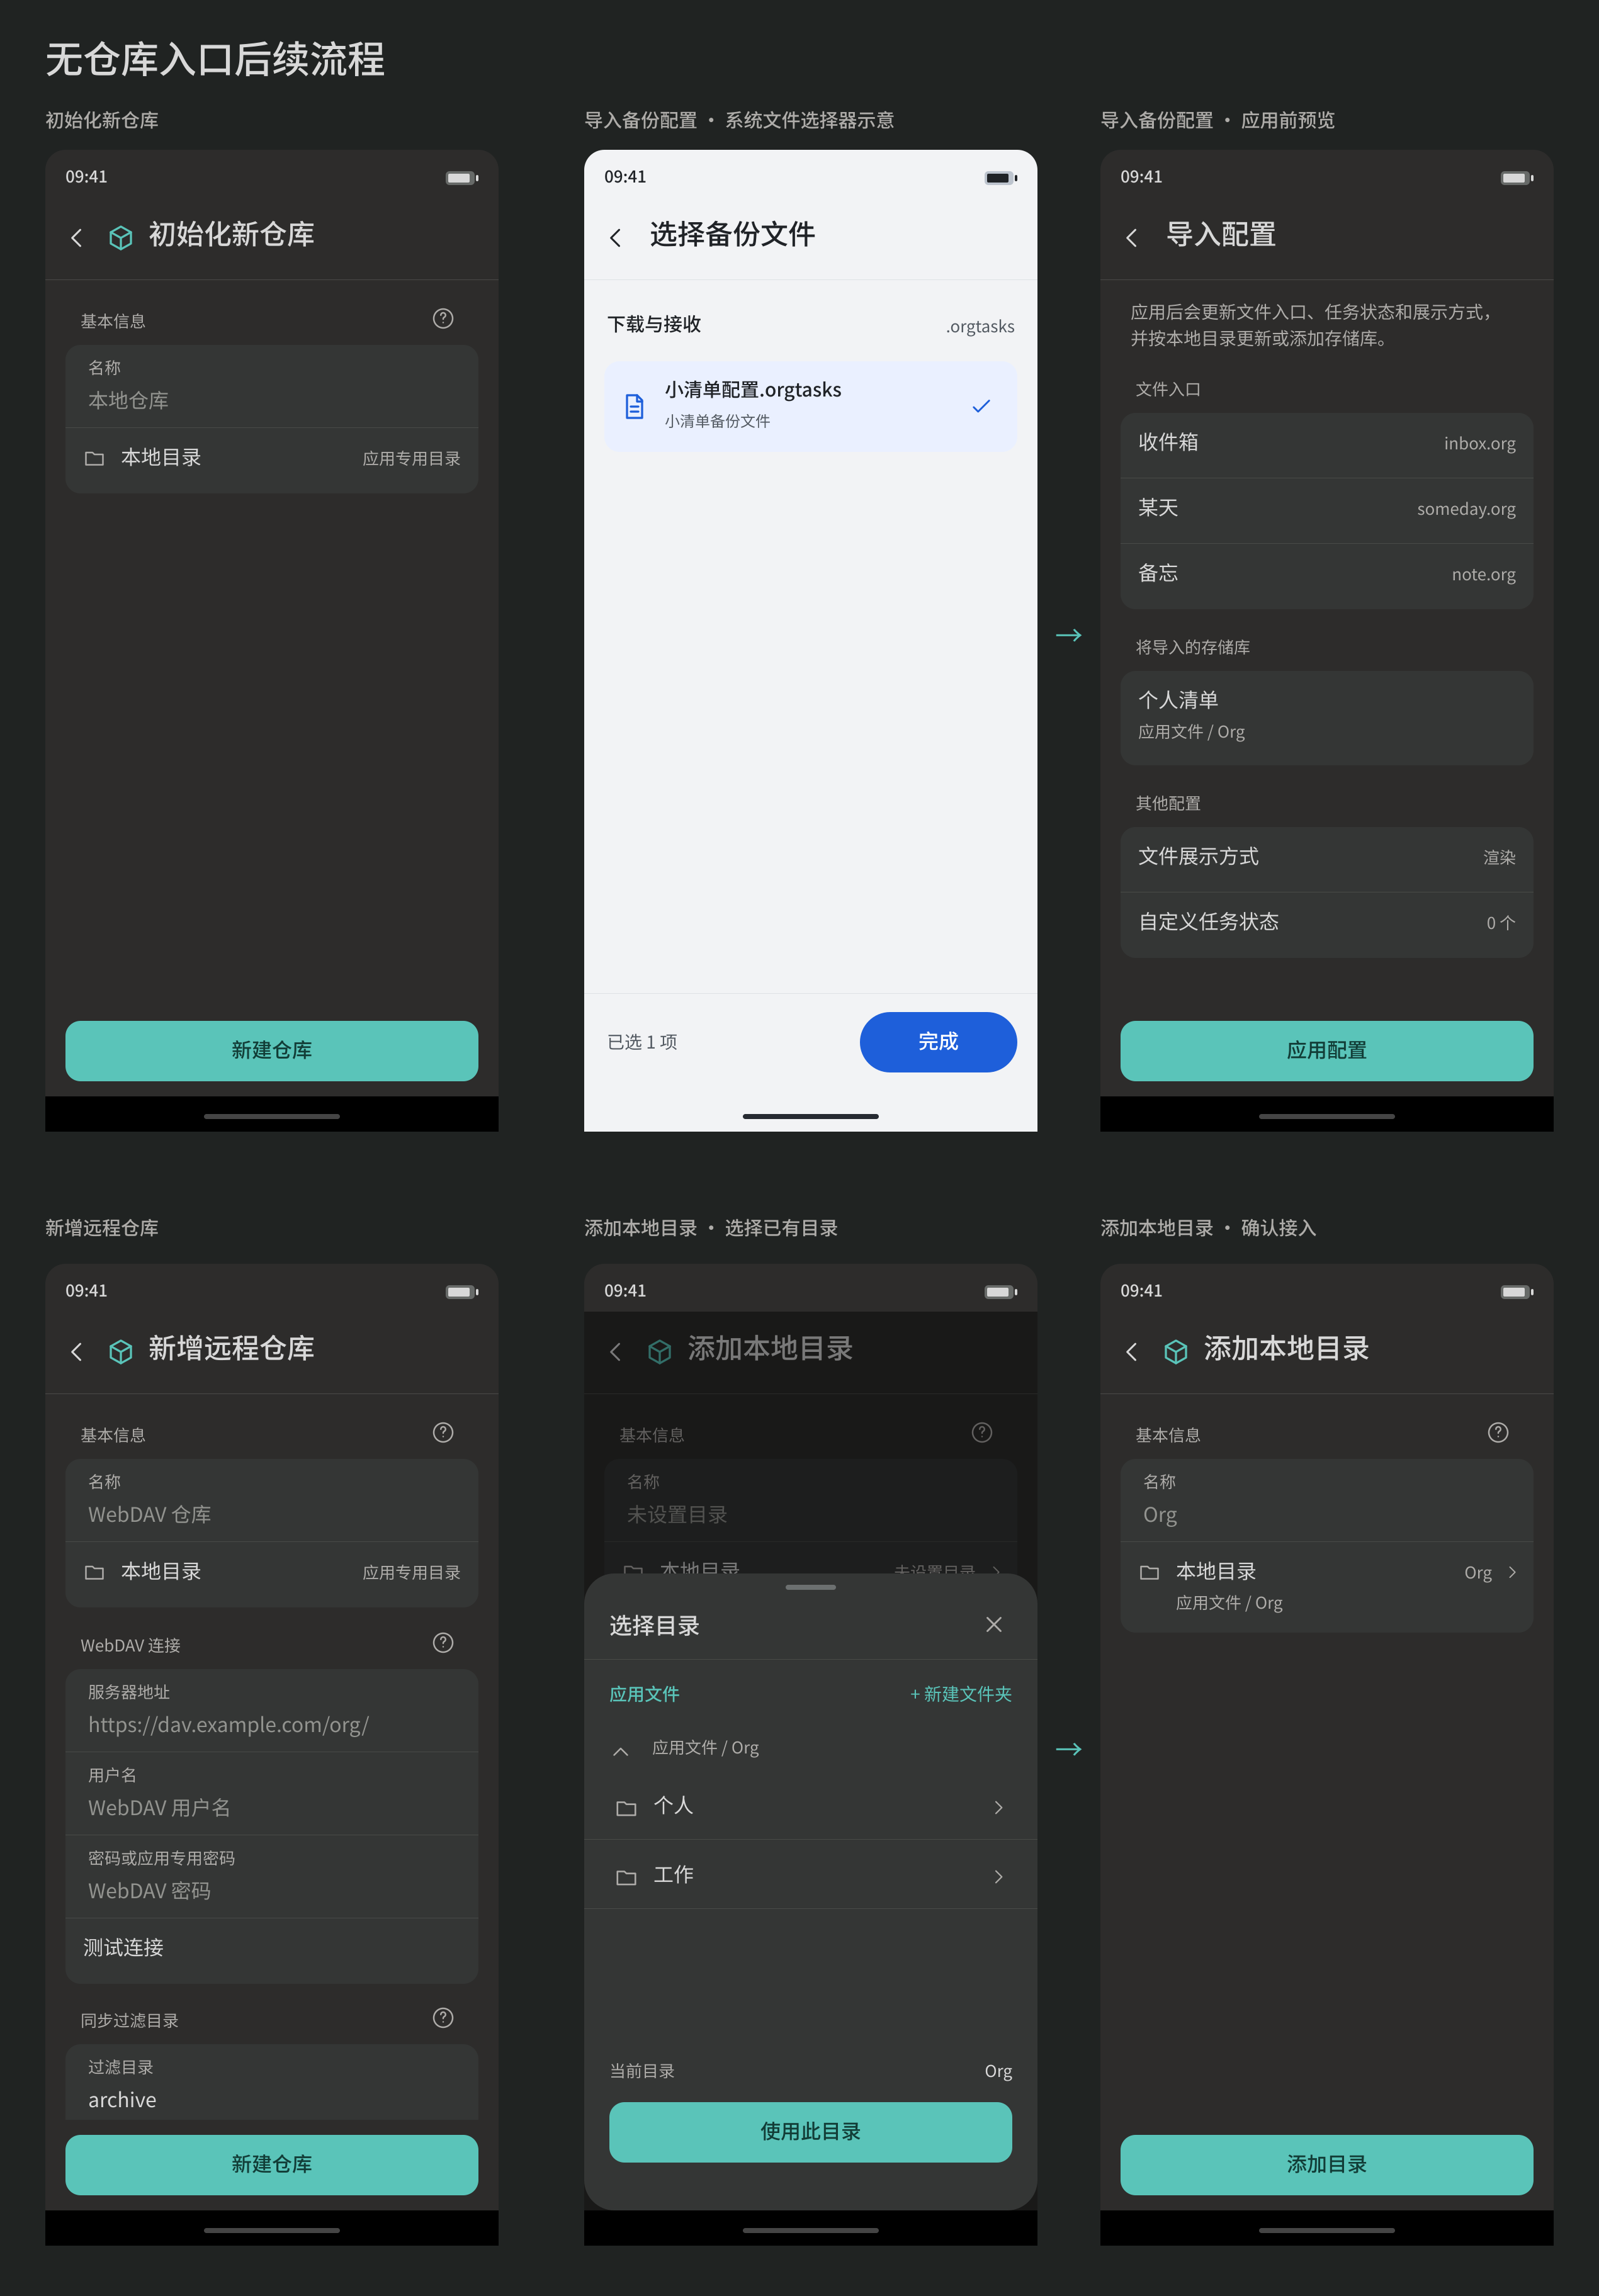 无仓库入口后续流程
初始化新仓库
09:41
初始化新仓库
基本信息
名称
本地仓库
本地目录 应用专用目录
新建仓库
导入备份配置 · 系统文件选择器示意
09:41
选择备份文件
下载与接收 .orgtasks
小清单配置.orgtasks
小清单备份文件
已选 1 项 完成
→
导入备份配置 · 应用前预览
09:41
导入配置
应用后会更新文件入口、任务状态和展示方式，
并按本地目录更新或添加存储库。
文件入口
收件箱 inbox.org
某天 someday.org
备忘 note.org
将导入的存储库
个人清单
应用文件 / Org
其他配置
文件展示方式 渲染
自定义任务状态 0 个
应用配置
新增远程仓库
09:41
新增远程仓库
基本信息
名称
WebDAV 仓库
本地目录 应用专用目录
WebDAV 连接
服务器地址
https://dav.example.com/org/
用户名
WebDAV 用户名
密码或应用专用密码
WebDAV 密码
测试连接
同步过滤目录
过滤目录
archive
新建仓库
添加本地目录 · 选择已有目录
09:41
添加本地目录
基本信息
名称
未设置目录
本地目录 未设置目录
选择目录
应用文件 + 新建文件夹
应用文件 / Org
个人
工作
当前目录 Org
使用此目录
→
添加本地目录 · 确认接入
09:41
添加本地目录
基本信息
名称
Org
本地目录 Org
应用文件 / Org
添加目录